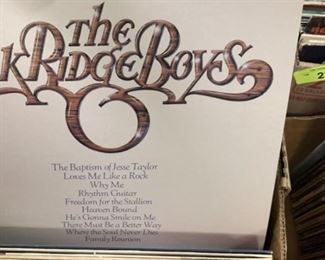 the
kRidgeBoys
The Baptism of Jesse Taylor
Loves Me Like a Rock
Why Me
Rhythm Guitar
Freedom for the Stallion
Heaven Bound
He's Gonna Smile on Me
There Must Be a Better Way
Where the Soul Never Dies
Family Reunion
2